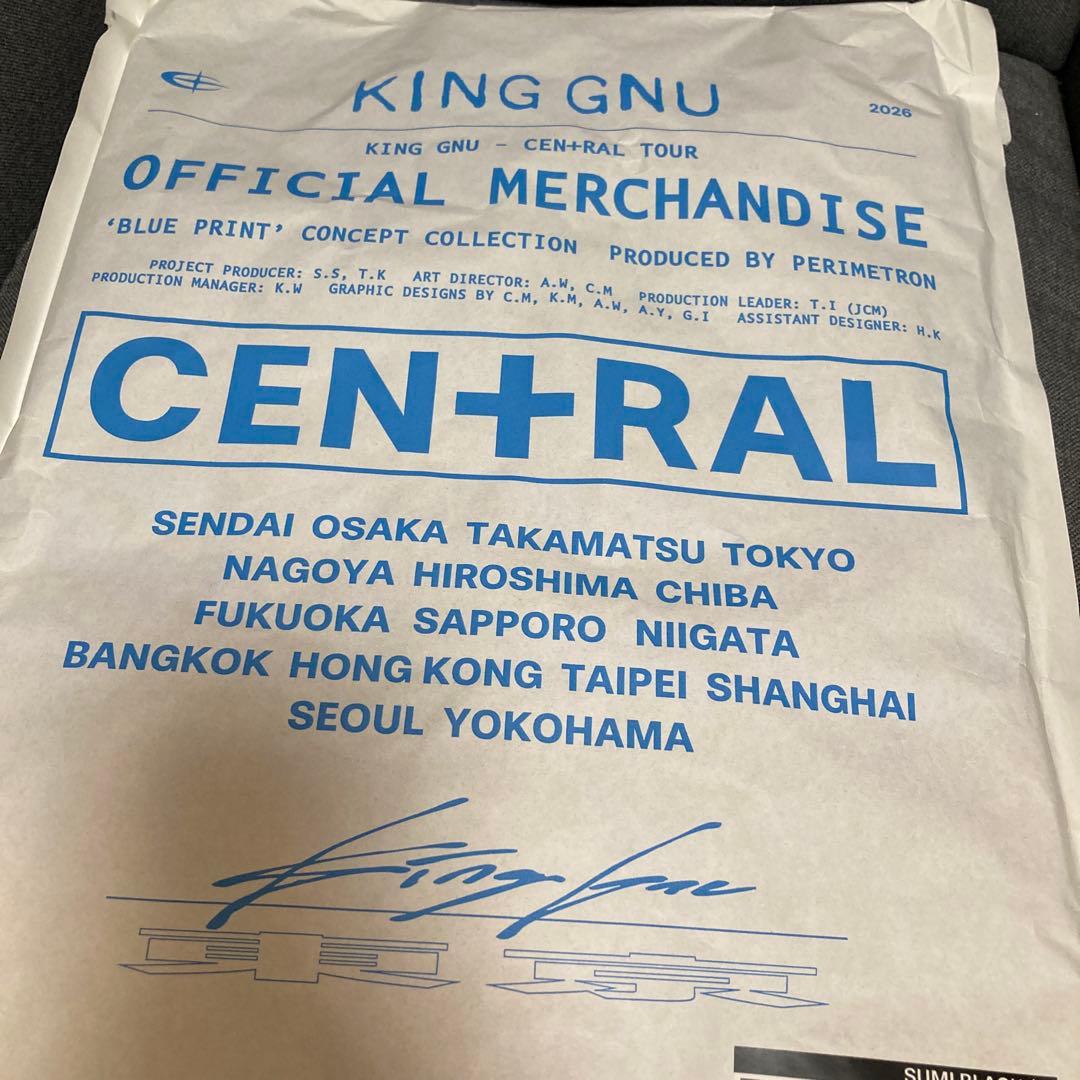 KING GNU
2026
KING GNU - CEN+RAL TOUR
OFFICIAL MERCHANDISE
'BLUE PRINT' CONCEPT COLLECTION PRODUCED BY PERIMETRON
PROJECT PRODUCER: S.S, T.K ART DIRECTOR: A.W, C.M PRODUCTION LEADER: T.I (JCM)
PRODUCTION MANAGER: K.W GRAPHIC DESIGNS BY C.M, K.M, A.W, A.Y, G.I ASSISTANT DESIGNER: H.K
CEN+RAL
SENDAI OSAKA TAKAMATSU TOKYO
NAGOYA HIROSHIMA CHIBA
FUKUOKA SAPPORO NIIGATA
BANGKOK HONG KONG TAIPEI SHANGHAI
SEOUL YOKOHAMA
King Gnu